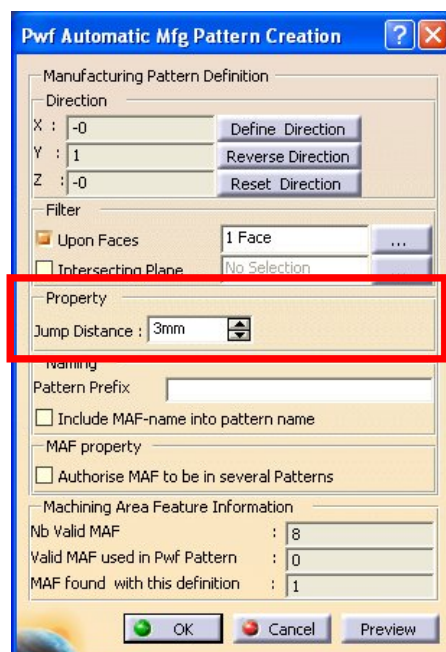 Pwf Automatic Mfg Pattern Creation
Manufacturing Pattern Definition
Direction
X : -0 Define Direction
Y : 1 Reverse Direction
Z : -0 Reset Direction
Filter
Upon Faces 1 Face ...
Intersecting Plane No Selection
Property
Jump Distance : 3mm
Naming
Pattern Prefix
Include MAF-name into pattern name
MAF property
Authorise MAF to be in several Patterns
Machining Area Feature Information
Nb Valid MAF : 8
Valid MAF used in Pwf Pattern : 0
MAF found with this definition : 1
OK Cancel Preview